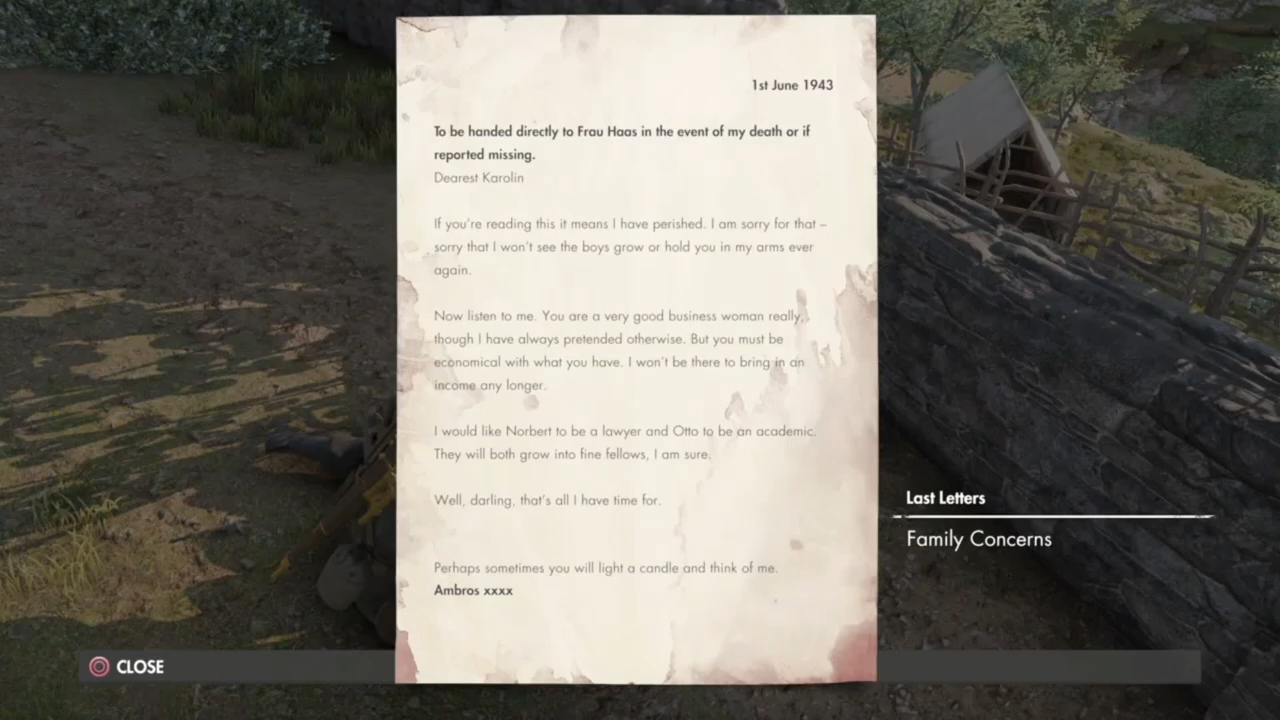 1st June 1943
To be handed directly to Frau Haas in the event of my death or if
reported missing.
Dearest Karolin
If you're reading this it means I have perished. I am sorry for that –
sorry that I won't see the boys grow or hold you in my arms ever
again.
Now listen to me. You are a very good business woman really,
though I have always pretended otherwise. But you must be
economical with what you have. I won't be there to bring in an
income any longer.
I would like Norbert to be a lawyer and Otto to be an academic.
They will both grow into fine fellows, I am sure.
Well, darling, that's all I have time for.
Perhaps sometimes you will light a candle and think of me.
Ambros xxxx
Last Letters
Family Concerns
CLOSE